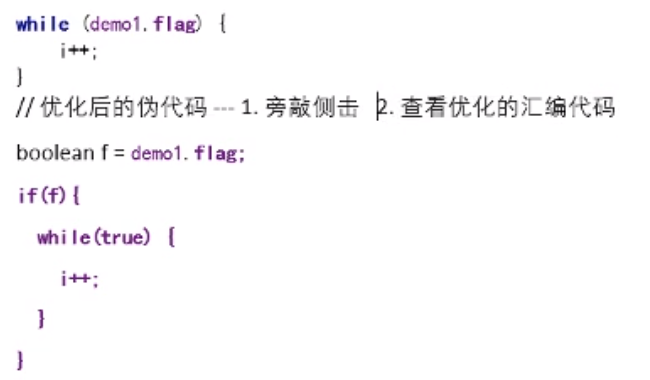 while (demo1.flag) {
i++;
}
// 优化后的伪代码 --- 1. 旁敲侧击 2. 查看优化的汇编代码
boolean f = demo1.flag;
if(f){
while(true) {
i++;
}
}